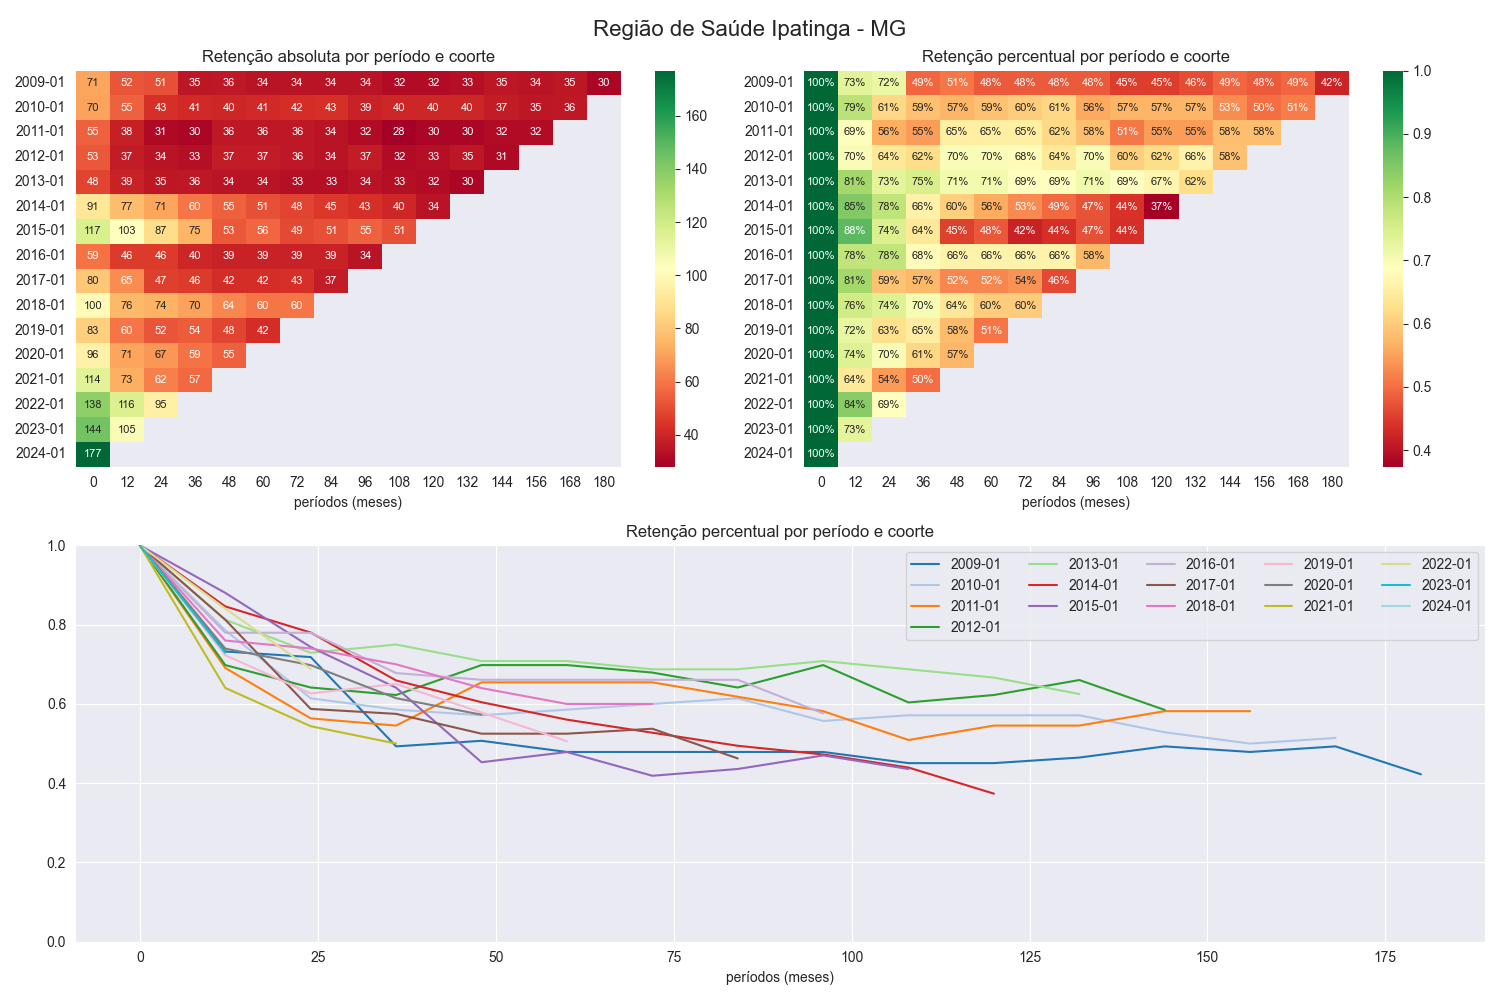 Região de Saúde Ipatinga - MG
Retenção absoluta por período e coorte
2009-01 71 52 51 35 36 34 34 34 34 32 32 33 35 34 35 30
2010-01 70 55 43 41 40 41 42 43 39 40 40 40 37 35 36
2011-01 55 38 31 30 36 36 36 34 32 28 30 30 32 32
2012-01 53 37 34 33 37 37 36 34 37 32 33 35 31
2013-01 48 39 35 36 34 34 33 33 34 33 32 30
2014-01 91 77 71 60 55 51 48 45 43 40 34
2015-01 117 103 87 75 53 56 49 51 55 51
2016-01 59 46 46 40 39 39 39 39 34
2017-01 80 65 47 46 42 42 43 37
2018-01 100 76 74 70 64 60 60
2019-01 83 60 52 54 48 42
2020-01 96 71 67 59 55
2021-01 114 73 62 57
2022-01 138 116 95
2023-01 144 105
2024-01 177
0 12 24 36 48 60 72 84 96 108 120 132 144 156 168 180
períodos (meses)
160
140
120
100
80
60
40
Retenção percentual por período e coorte
2009-01 100% 73% 72% 49% 51% 48% 48% 48% 48% 45% 45% 46% 49% 48% 49% 42%
2010-01 100% 79% 61% 59% 57% 59% 60% 61% 56% 57% 57% 57% 53% 50% 51%
2011-01 100% 69% 56% 55% 65% 65% 65% 62% 58% 51% 55% 55% 58% 58%
2012-01 100% 70% 64% 62% 70% 70% 68% 64% 70% 60% 62% 66% 58%
2013-01 100% 81% 73% 75% 71% 71% 69% 69% 71% 69% 67% 62%
2014-01 100% 85% 78% 66% 60% 56% 53% 49% 47% 44% 37%
2015-01 100% 88% 74% 64% 45% 48% 42% 44% 47% 44%
2016-01 100% 78% 78% 68% 66% 66% 66% 66% 58%
2017-01 100% 81% 59% 57% 52% 52% 54% 46%
2018-01 100% 76% 74% 70% 64% 60% 60%
2019-01 100% 72% 63% 65% 58% 51%
2020-01 100% 74% 70% 61% 57%
2021-01 100% 64% 54% 50%
2022-01 100% 84% 69%
2023-01 100% 73%
2024-01 100%
0 12 24 36 48 60 72 84 96 108 120 132 144 156 168 180
períodos (meses)
1.0
0.9
0.8
0.7
0.6
0.5
0.4
Retenção percentual por período e coorte
1.0
0.8
0.6
0.4
0.2
0.0
2009-01 2013-01 2016-01 2019-01 2022-01
2010-01 2014-01 2017-01 2020-01 2023-01
2011-01 2015-01 2018-01 2021-01 2024-01
2012-01
0 25 50 75 100 125 150 175
períodos (meses)